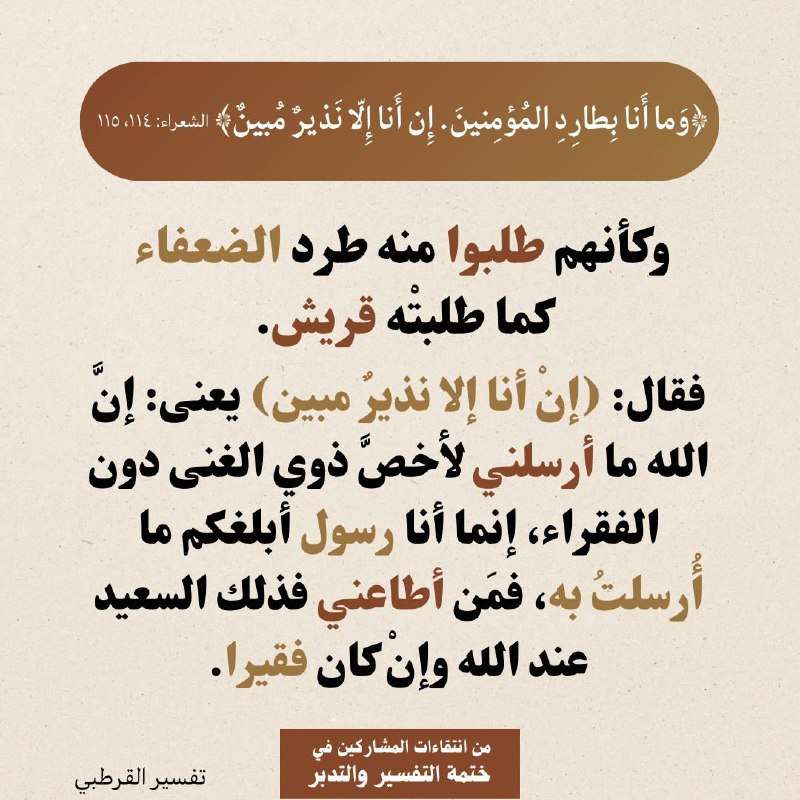 ﴿وَما أَنا بِطارِدِ المُؤمِنينَ. إِن أَنا إِلّا نَذيرٌ مُبينٌ﴾ الشعراء: ١١٤، ١١٥
وكأنهم طلبوا منه طرد الضعفاء
كما طلبتْه قريش.
فقال: (إنْ أنا إلا نذيرٌ مبين) يعنى: إنَّ
الله ما أرسلني لأخصَّ ذوي الغنى دون
الفقراء، إنما أنا رسول أبلغكم ما
أُرسلتُ به، فمَن أطاعني فذلك السعيد
عند الله وإنْ كان فقيرا.
من انتقاءات المشاركين في
ختمة التفسير والتدبر
تفسير القرطبي